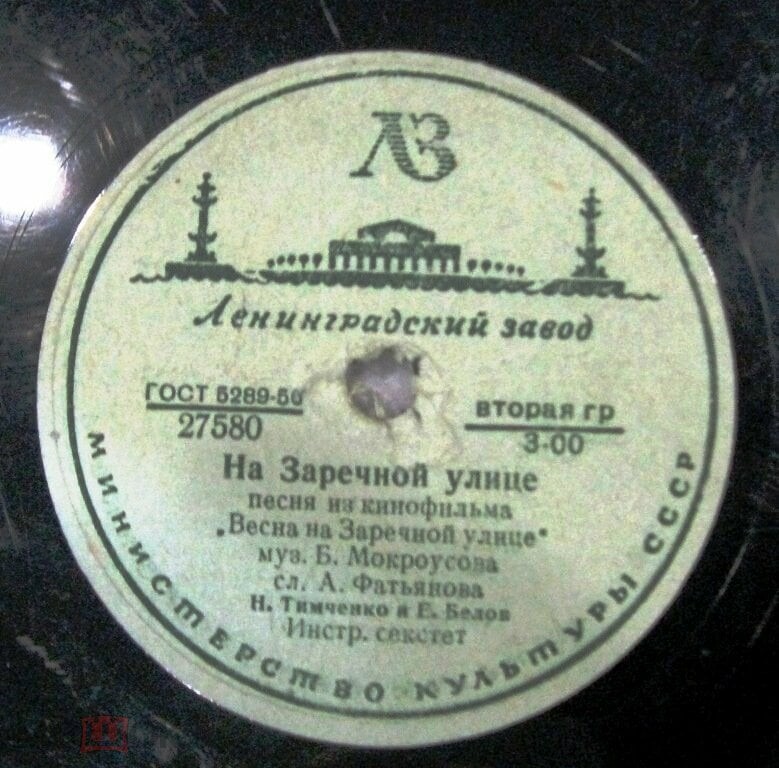 ЛЗ
Ленинградский завод
ГОСТ 5289-50
27580
вторая гр
3-00
На Заречной улице
песня из кинофильма
„Весна на Заречной улице"
муз. Б. Мокроусова
сл. А. Фатьянова
Н. Тимченко и Е. Белов
Инстр. секстет
МИНИСТЕРСТВО КУЛЬТУРЫ СССР